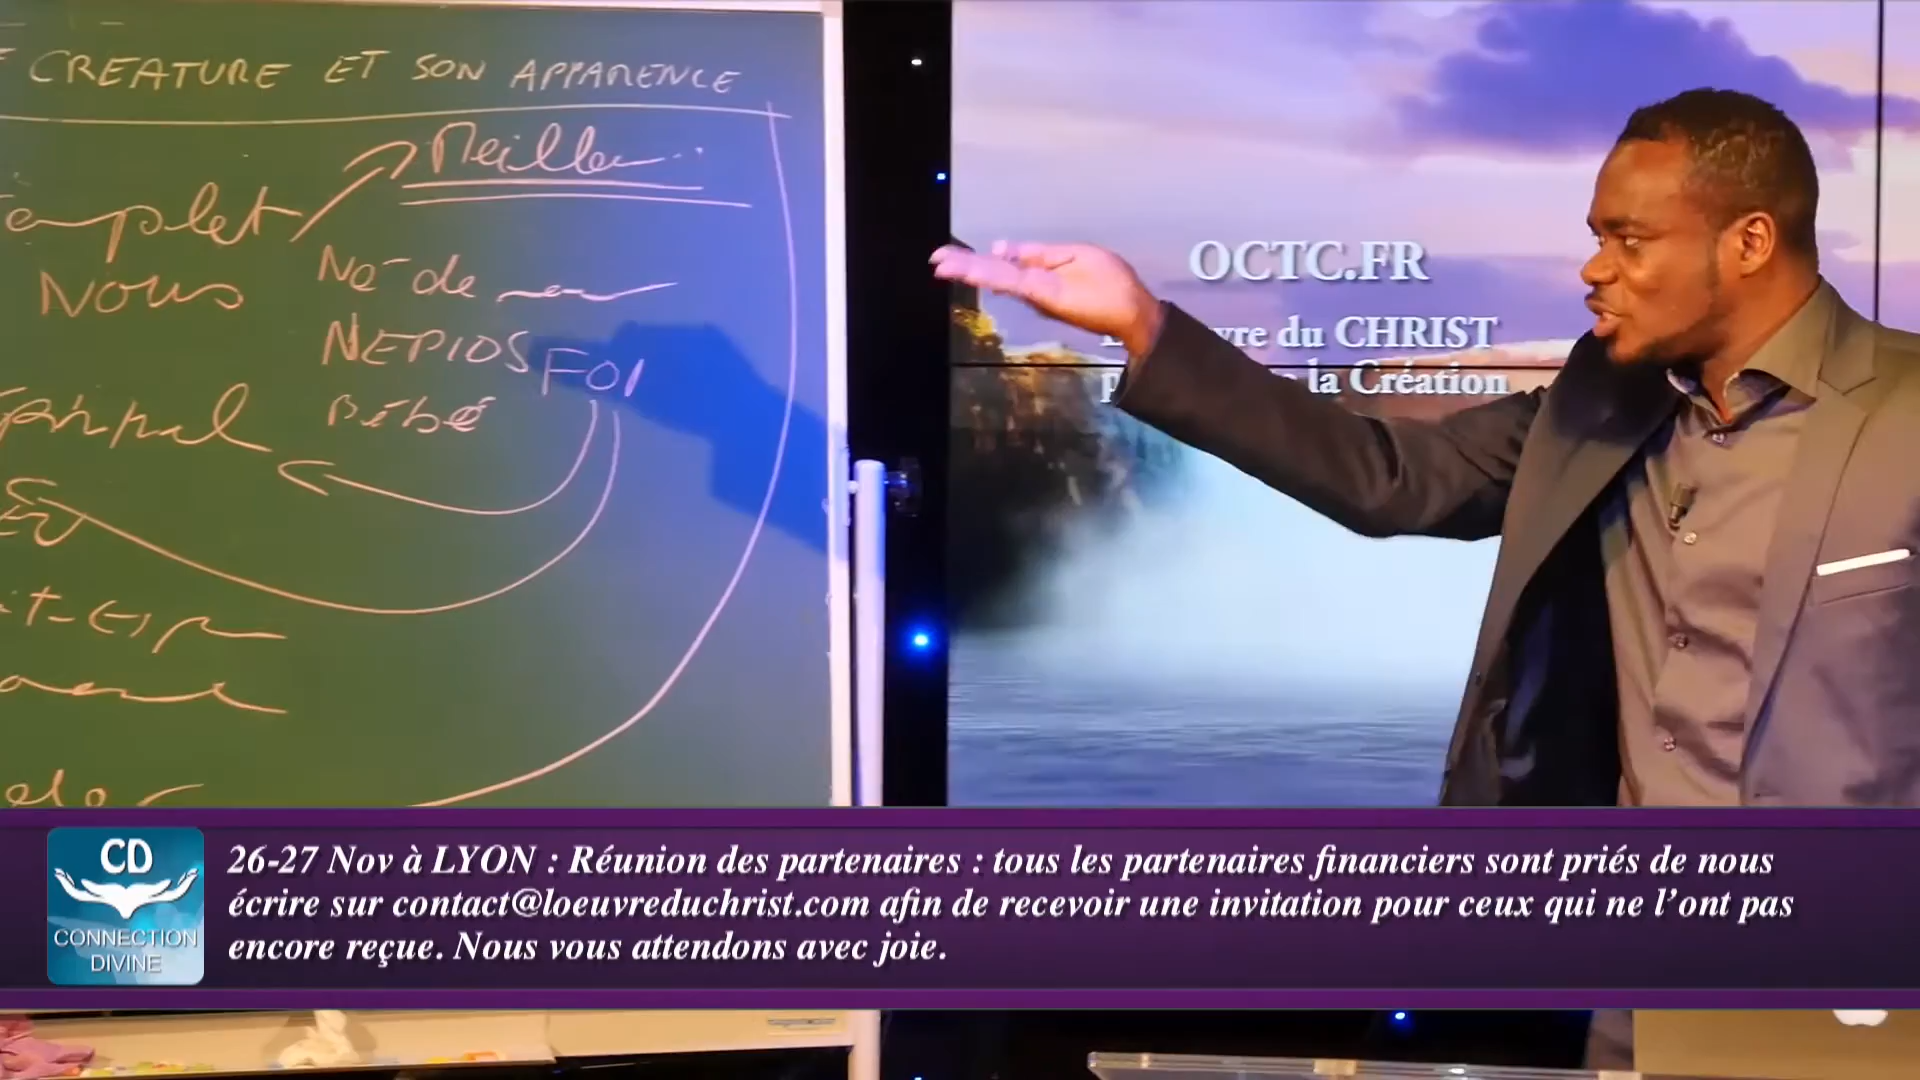 CREATURE ET SON APPARENCE
Meilleu
NOUS
Né de
NEPIOS FOI
Bébé
OCTC.FR
vre du CHRIST
la Création
CD
CONNECTION
DIVINE
26-27 Nov à LYON : Réunion des partenaires : tous les partenaires financiers sont priés de nous
écrire sur contact@loeuvreduchrist.com afin de recevoir une invitation pour ceux qui ne l’ont pas
encore reçue. Nous vous attendons avec joie.